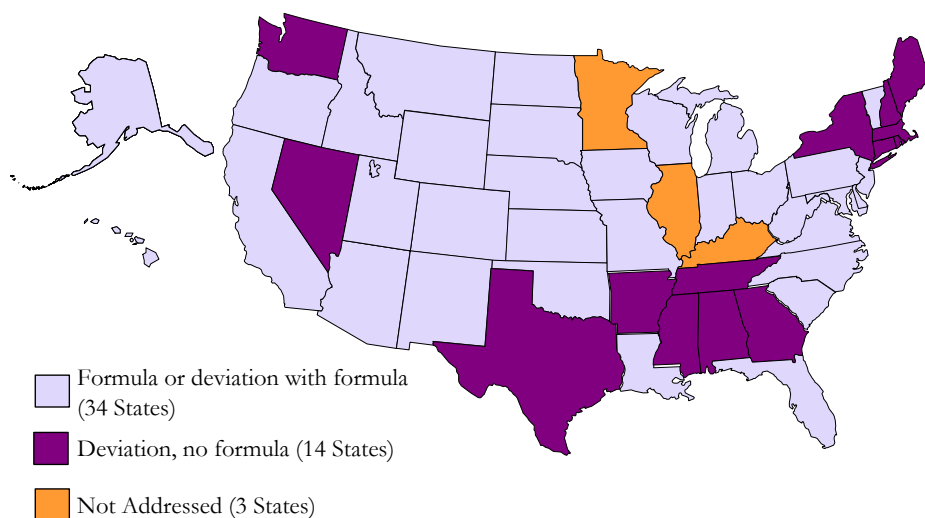 Formula or deviation with formula
(34 States)
Deviation, no formula (14 States)
Not Addressed (3 States)